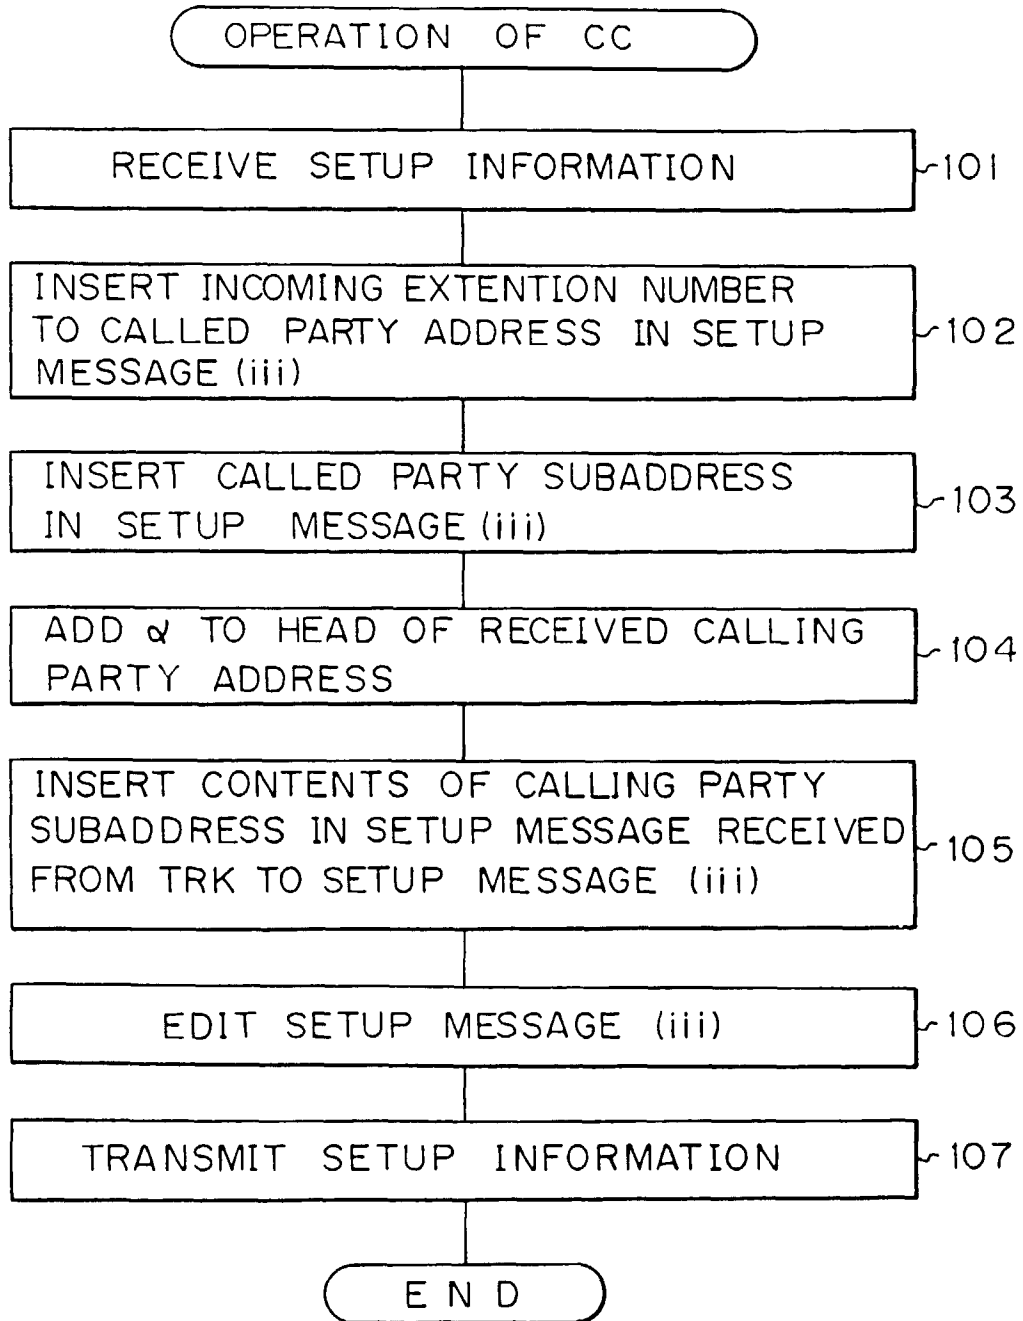 OPERATION OF CC
RECEIVE SETUP INFORMATION
101
INSERT INCOMING EXTENTION NUMBER
TO CALLED PARTY ADDRESS IN SETUP
MESSAGE (iii)
102
INSERT CALLED PARTY SUBADDRESS
IN SETUP MESSAGE (iii)
103
ADD α TO HEAD OF RECEIVED CALLING
PARTY ADDRESS
104
INSERT CONTENTS OF CALLING PARTY
SUBADDRESS IN SETUP MESSAGE RECEIVED
FROM TRK TO SETUP MESSAGE (iii)
105
EDIT SETUP MESSAGE (iii)
106
TRANSMIT SETUP INFORMATION
107
END